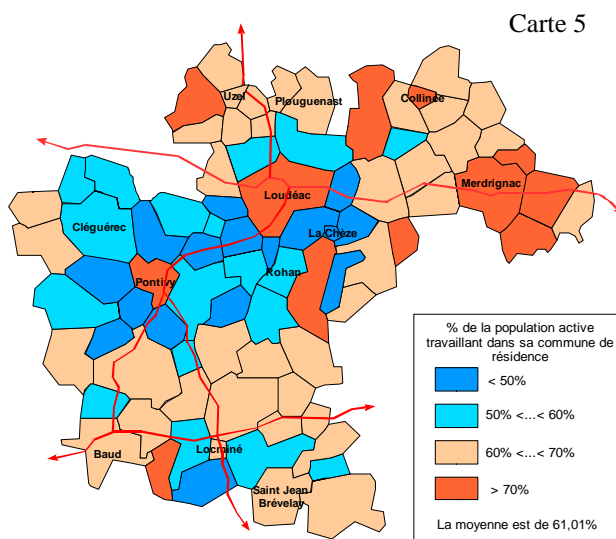 Carte 5
Uzel
Plouguenast
Collinée
Loudéac
Merdrignac
Cléguérec
La Chèze
Rohan
Pontivy
Baud
Locminé
Saint Jean
Brévelay
% de la population active
travaillant dans sa commune de
résidence
< 50%
50% <...< 60%
60% <...< 70%
> 70%
La moyenne est de 61,01%